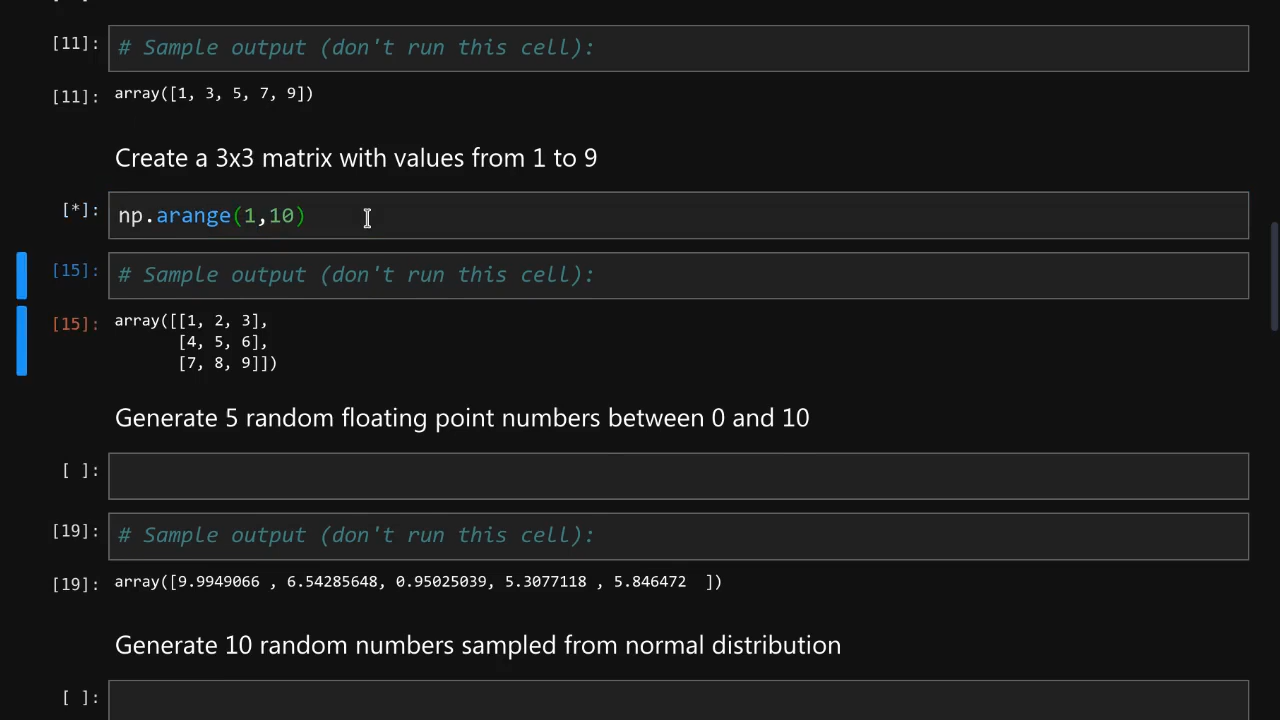 [11]: # Sample output (don't run this cell):
[11]: array([1, 3, 5, 7, 9])
Create a 3x3 matrix with values from 1 to 9
[*]: np.arange(1,10)
[15]: # Sample output (don't run this cell):
[15]: array([[1, 2, 3],
[4, 5, 6],
[7, 8, 9]])
Generate 5 random floating point numbers between 0 and 10
[ ]:
[19]: # Sample output (don't run this cell):
[19]: array([9.9949066 , 6.54285648, 0.95025039, 5.3077118 , 5.846472  ])
Generate 10 random numbers sampled from normal distribution
[ ]: